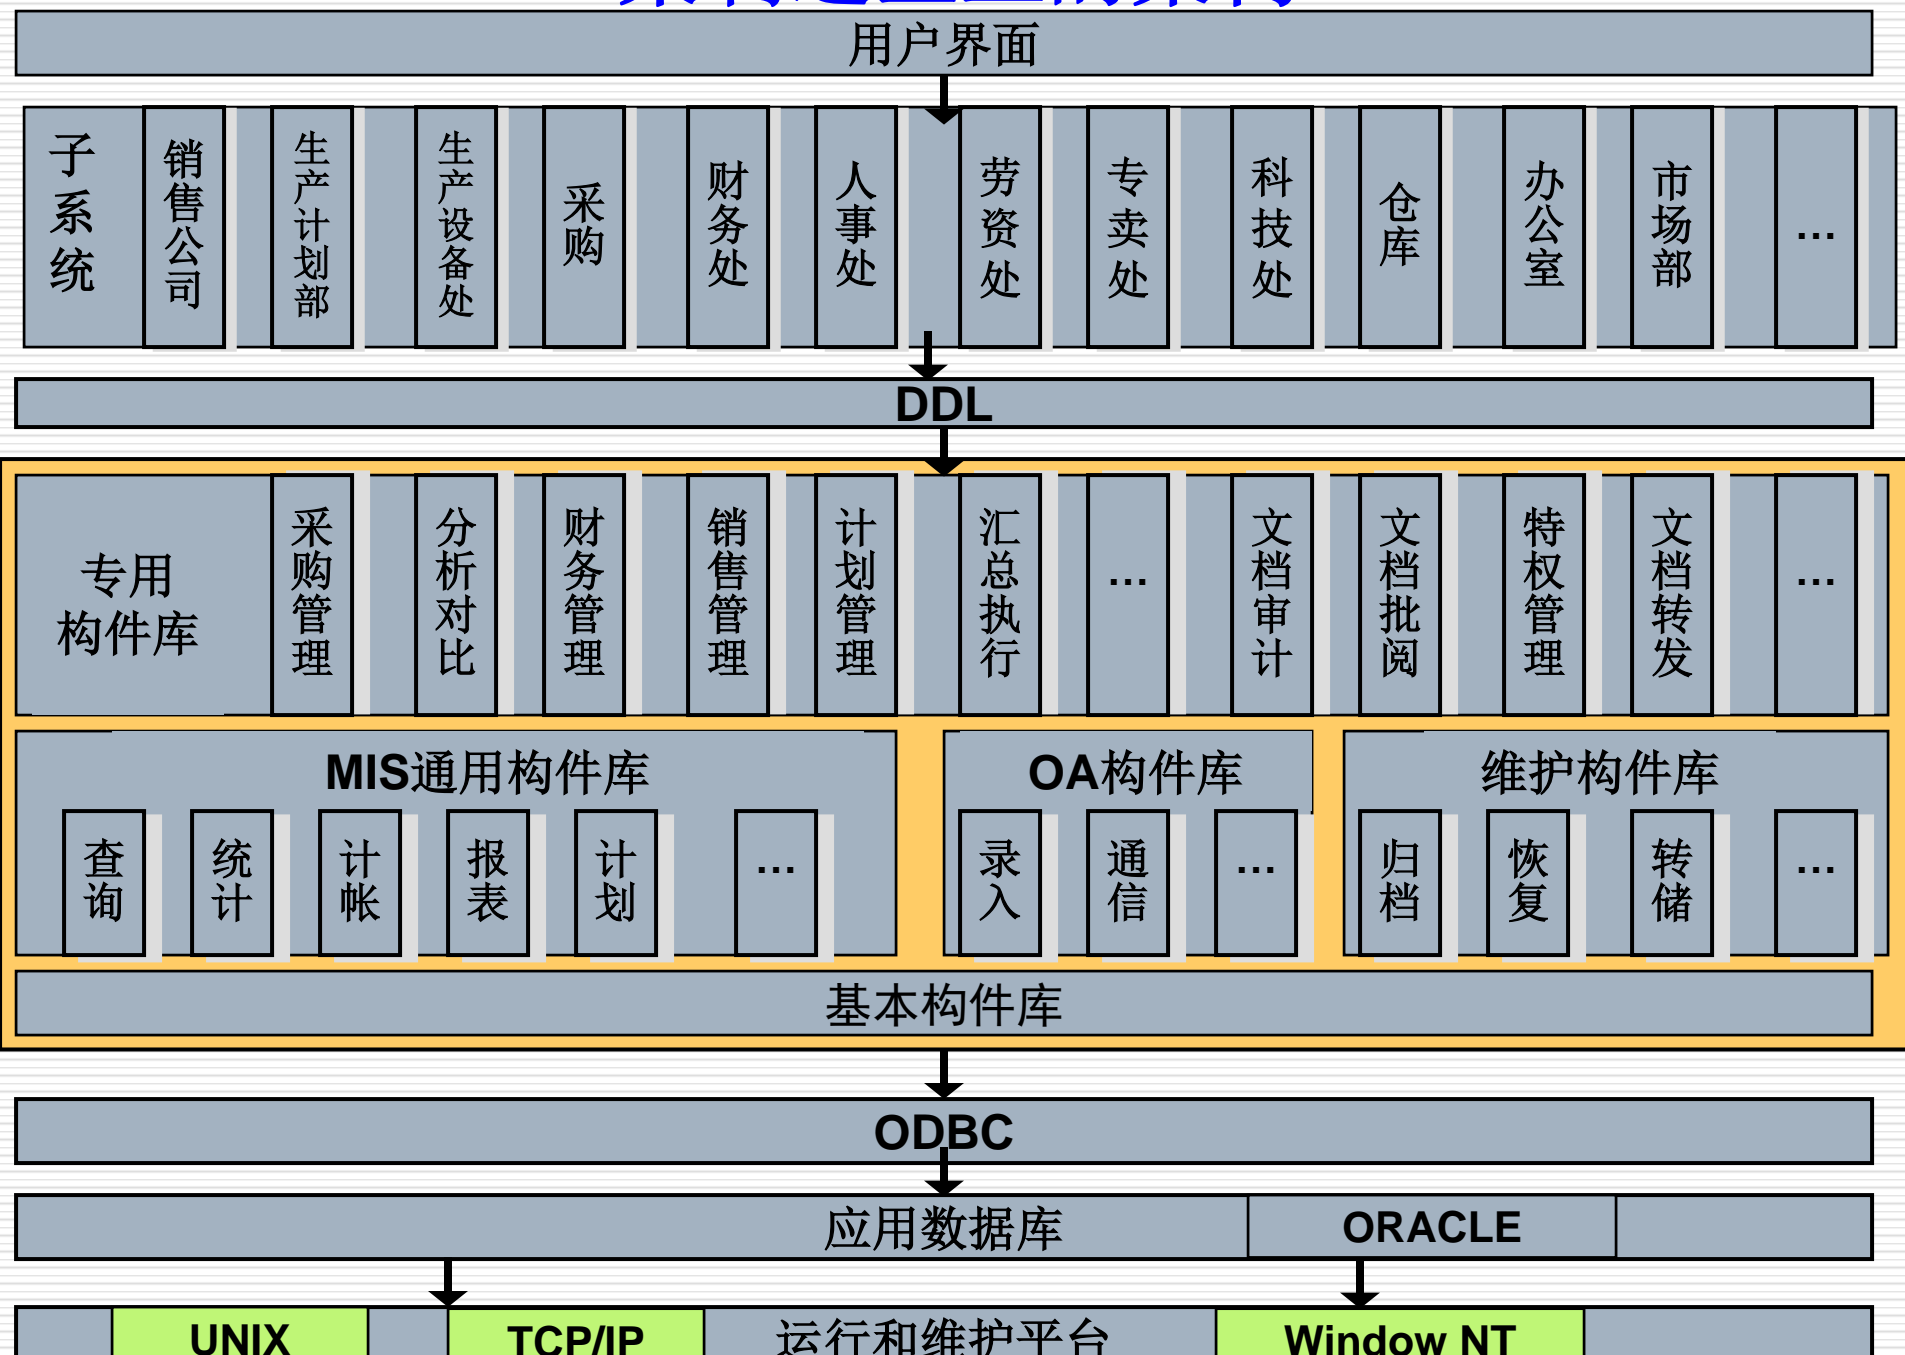 用户界面
子系统
销售公司
生产计划部
生产设备处
采购
财务处
人事处
劳资处
专卖处
科技处
仓库
办公室
市场部
…
DDL
专用
构件库
采购管理
分析对比
财务管理
销售管理
计划管理
汇总执行
…
文档审计
文档批阅
特权管理
文档转发
…
MIS通用构件库
查询
统计
计帐
报表
计划
…
OA构件库
录入
通信
…
维护构件库
归档
恢复
转储
…
基本构件库
ODBC
应用数据库
ORACLE
UNIX
TCP/IP
运行和维护平台
Window NT